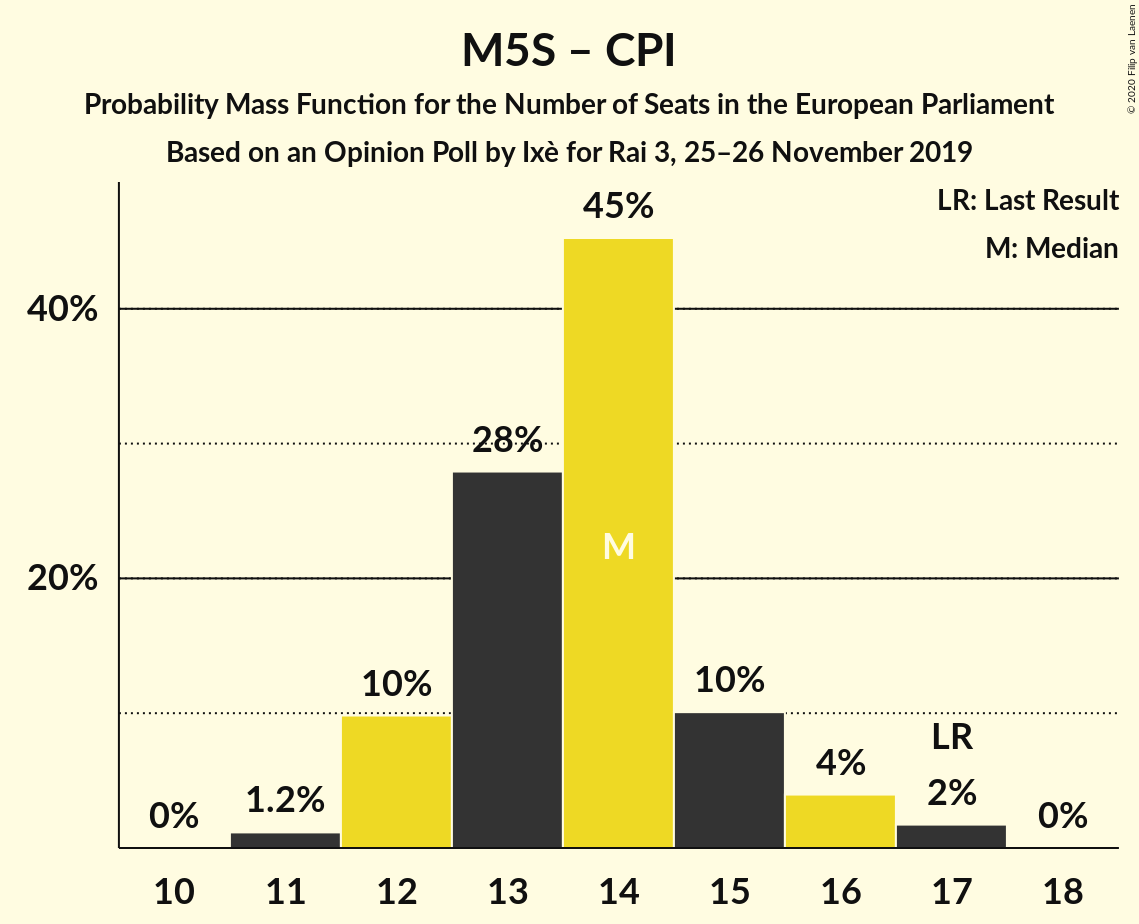 M5S – CPI
Probability Mass Function for the Number of Seats in the European Parliament
Based on an Opinion Poll by Ixè for Rai 3, 25–26 November 2019
© 2020 Filip van Laenen
LR: Last Result
M: Median
40%
20%
0%
1.2%
10%
28%
45%
M
10%
4%
LR
2%
0%
10 11 12 13 14 15 16 17 18